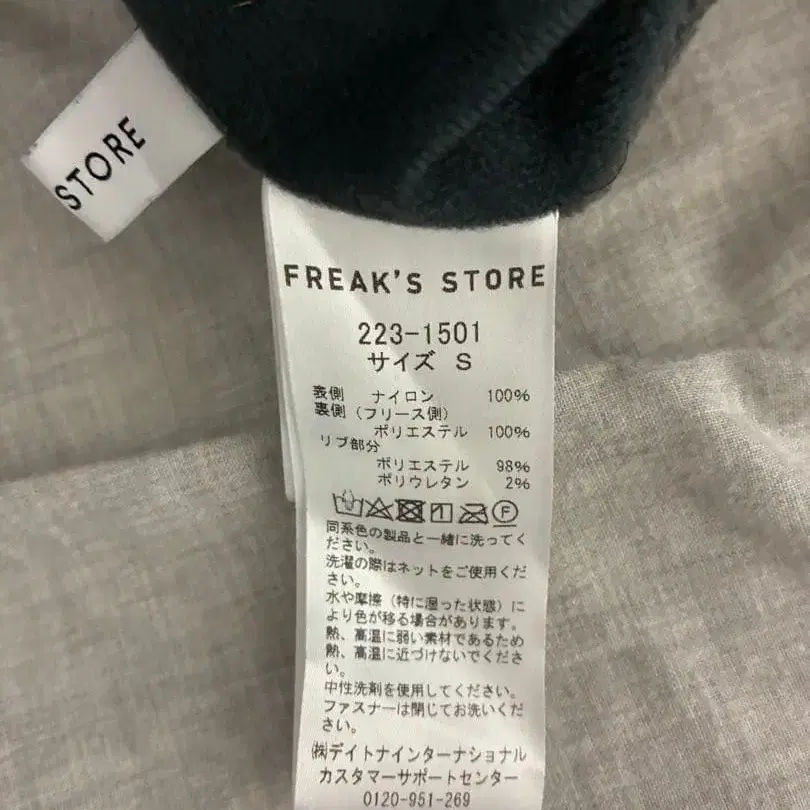 STORE
FREAK'S STORE
223-1501
サイズ S
表側 ナイロン 100%
裏側(フリース側)
ポリエステル 100%
リブ部分
ポリエステル 98%
ポリウレタン 2%
F
同系色の製品と一緒に洗ってく
ださい。
洗濯の際はネットをご使用くだ
さい。
水や摩擦(特に湿った状態)に
より色が移る場合があります。
熱、高温に弱い素材であるため
熱、高温に近づけないでくださ
い。
中性洗剤を使用してください。
ファスナーは閉じてお洗いくだ
さい。
㈱デイトナインターナショナル
カスタマーサポートセンター
0120-951-269